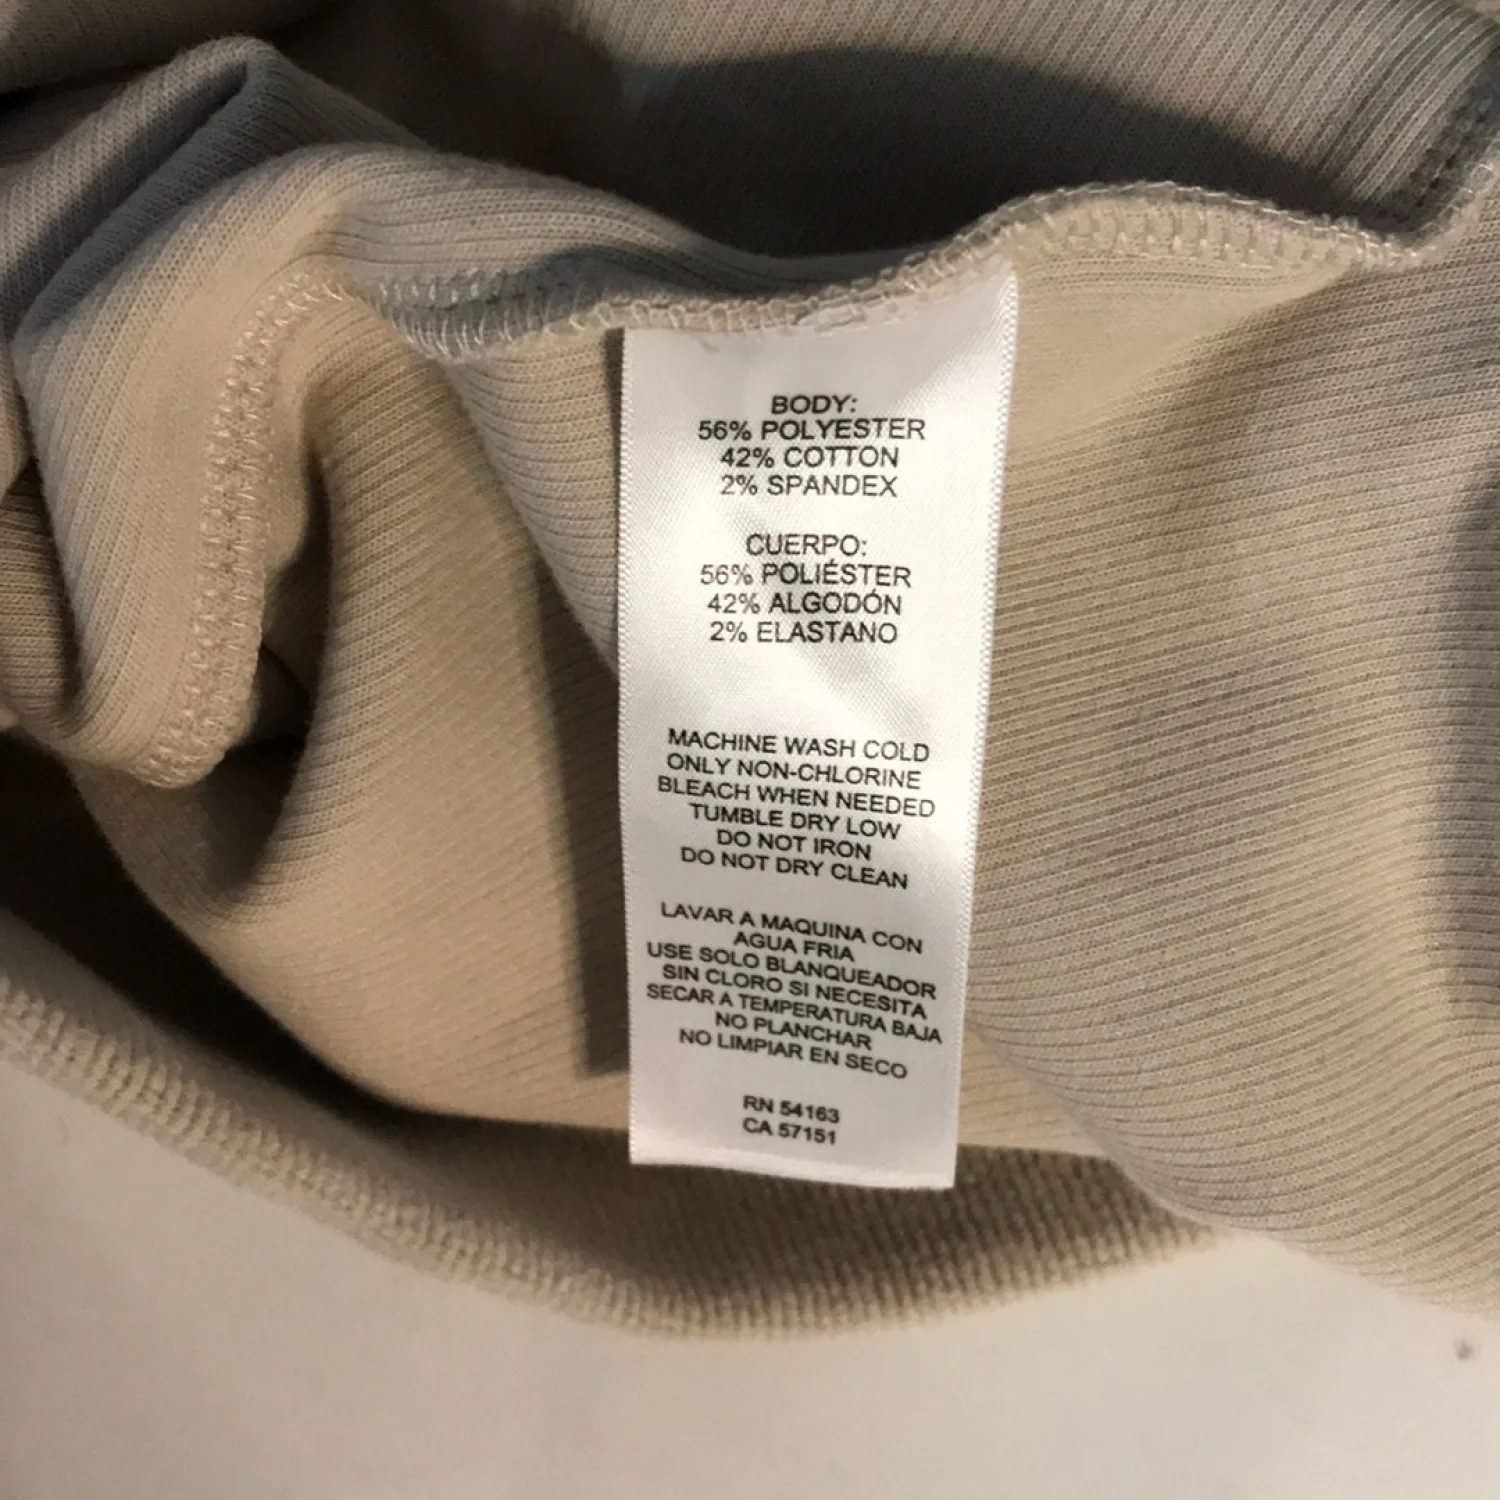 BODY:
56% POLYESTER
42% COTTON
2% SPANDEX
CUERPO:
56% POLIÉSTER
42% ALGODÓN
2% ELASTANO
MACHINE WASH COLD
ONLY NON-CHLORINE
BLEACH WHEN NEEDED
TUMBLE DRY LOW
DO NOT IRON
DO NOT DRY CLEAN
LAVAR A MAQUINA CON
AGUA FRIA
USE SOLO BLANQUEADOR
SIN CLORO SI NECESITA
SECAR A TEMPERATURA BAJA
NO PLANCHAR
NO LIMPIAR EN SECO
RN 54163
CA 57151